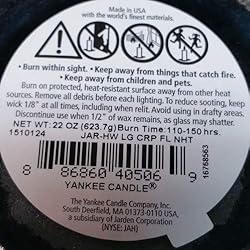 Made in USA
with the world's finest materials.
• Burn within sight. • Keep away from things that catch fire.
• Keep away from children and pets.
Burn on protected, heat-resistant surface away from other heat
sources. Remove all debris before each lighting. To reduce sooting, keep
wick 1/8" at all times, including when relit. Avoid using in drafty areas.
Discontinue use when 1/2" of wax remains, as glass may shatter.
NET WT: 22 OZ (623.7g) Burn Time:110-150 hrs.
1510124 JAR-HW LG CRP FL NHT
8 86860 40506 9
16768563
YANKEE CANDLE®
The Yankee Candle Company, Inc.
South Deerfield, MA 01373-0110
USA, a subsidiary of Jarden Corporation
(NYSE: JAH)